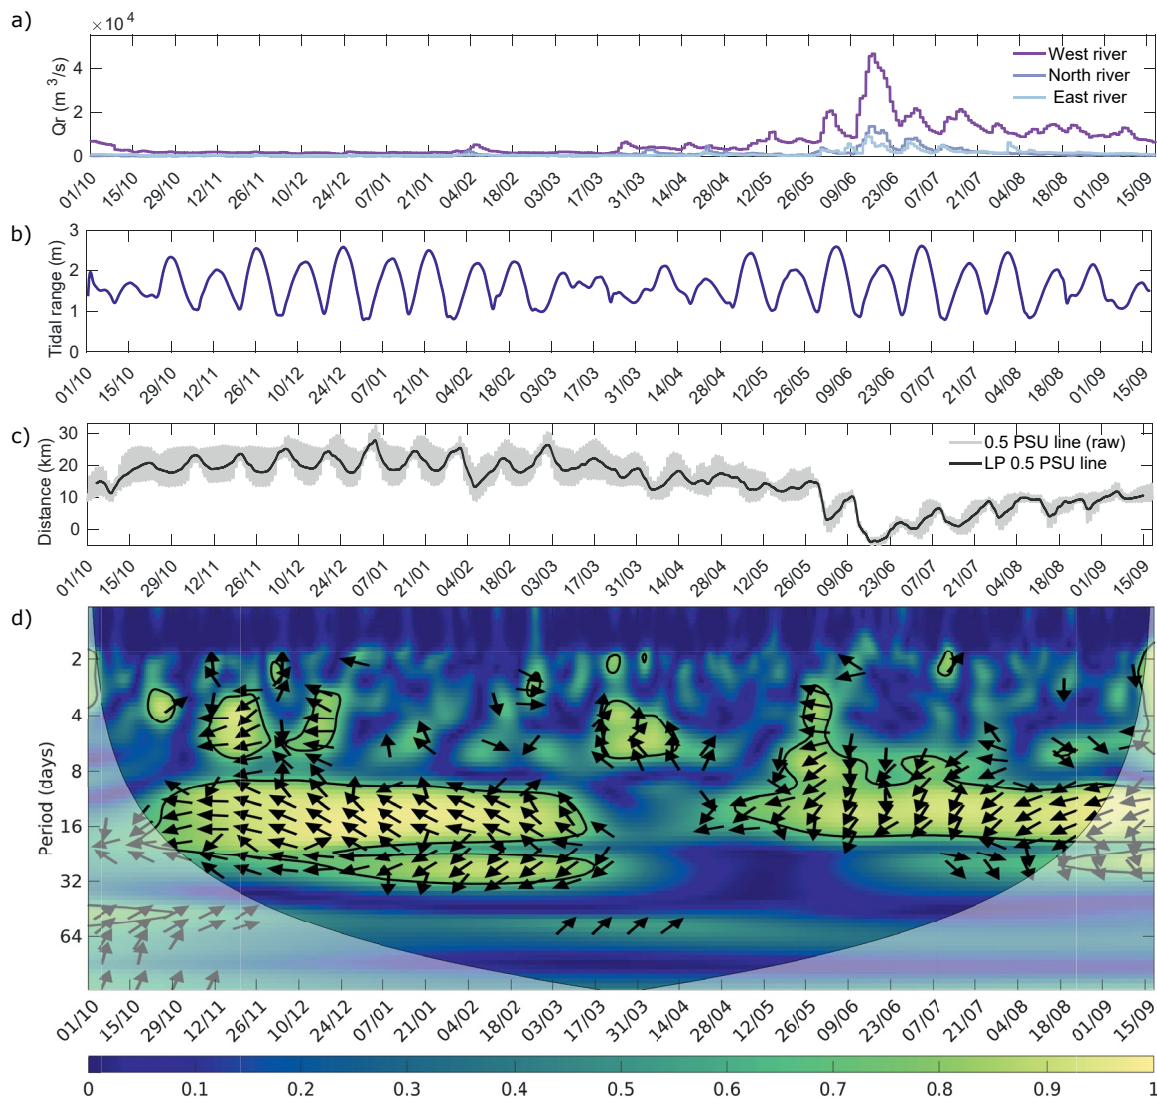 a)
×10 4
Qr (m 3/s)
4
2
0
West river
North river
East river
01/10 15/10 29/10 12/11 26/11 10/12 24/12 07/01 21/01 04/02 18/02 03/03 17/03 31/03 14/04 28/04 12/05 26/05 09/06 23/06 07/07 21/07 04/08 18/08 01/09 15/09
b)
Tidal range (m)
3
2
1
0
01/10 15/10 29/10 12/11 26/11 10/12 24/12 07/01 21/01 04/02 18/02 03/03 17/03 31/03 14/04 28/04 12/05 26/05 09/06 23/06 07/07 21/07 04/08 18/08 01/09 15/09
c)
Distance (km)
30
20
10
0
0.5 PSU line (raw)
LP 0.5 PSU line
01/10 15/10 29/10 12/11 26/11 10/12 24/12 07/01 21/01 04/02 18/02 03/03 17/03 31/03 14/04 28/04 12/05 26/05 09/06 23/06 07/07 21/07 04/08 18/08 01/09 15/09
d)
Period (days)
2
4
8
16
32
64
01/10 15/10 29/10 12/11 26/11 10/12 24/12 07/01 21/01 04/02 18/02 03/03 17/03 31/03 14/04 28/04 12/05 26/05 09/06 23/06 07/07 21/07 04/08 18/08 01/09 15/09
0 0.1 0.2 0.3 0.4 0.5 0.6 0.7 0.8 0.9 1